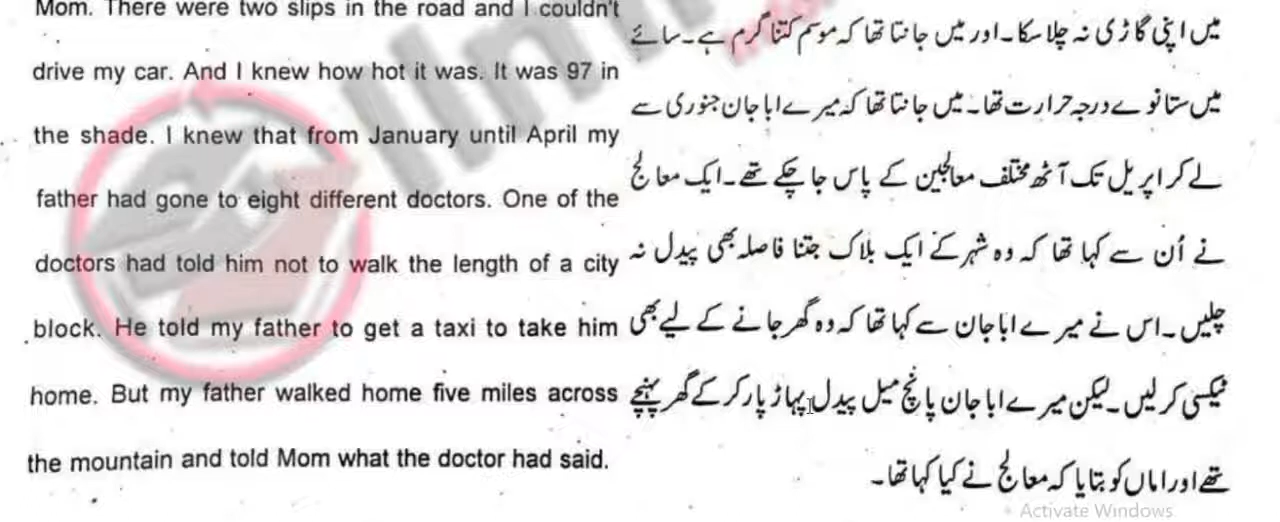 Mom. There were two slips in the road and I couldn't
drive my car. And I knew how hot it was. It was 97 in
the shade. I knew that from January until April my
father had gone to eight different doctors. One of the
doctors had told him not to walk the length of a city
block. He told my father to get a taxi to take him
home. But my father walked home five miles across
the mountain and told Mom what the doctor had said.
میں اپنی گاڑی نہ چلا سکا۔ اور میں جانتا تھا کہ موسم کتنا گرم ہے۔ سائے
میں ستانوے درجہ حرارت تھا۔ میں جانتا تھا کہ میرے ابا جان جنوری سے
لے کر اپریل تک آٹھ مختلف معالجین کے پاس جا چکے تھے۔ ایک معالج
نے اُن سے کہا تھا کہ وہ شہر کے ایک بلاک جتنا فاصلہ بھی پیدل نہ
چلیں۔ اس نے میرے ابا جان سے کہا تھا کہ وہ گھر جانے کے لیے بھی
ٹیکسی کر لیں۔ لیکن میرے ابا جان پانچ میل پیدل پہاڑ پار کر کے گھر پہنچے
تھے اور اماں کو بتایا کہ معالج نے کیا کہا تھا۔
Activate Windows